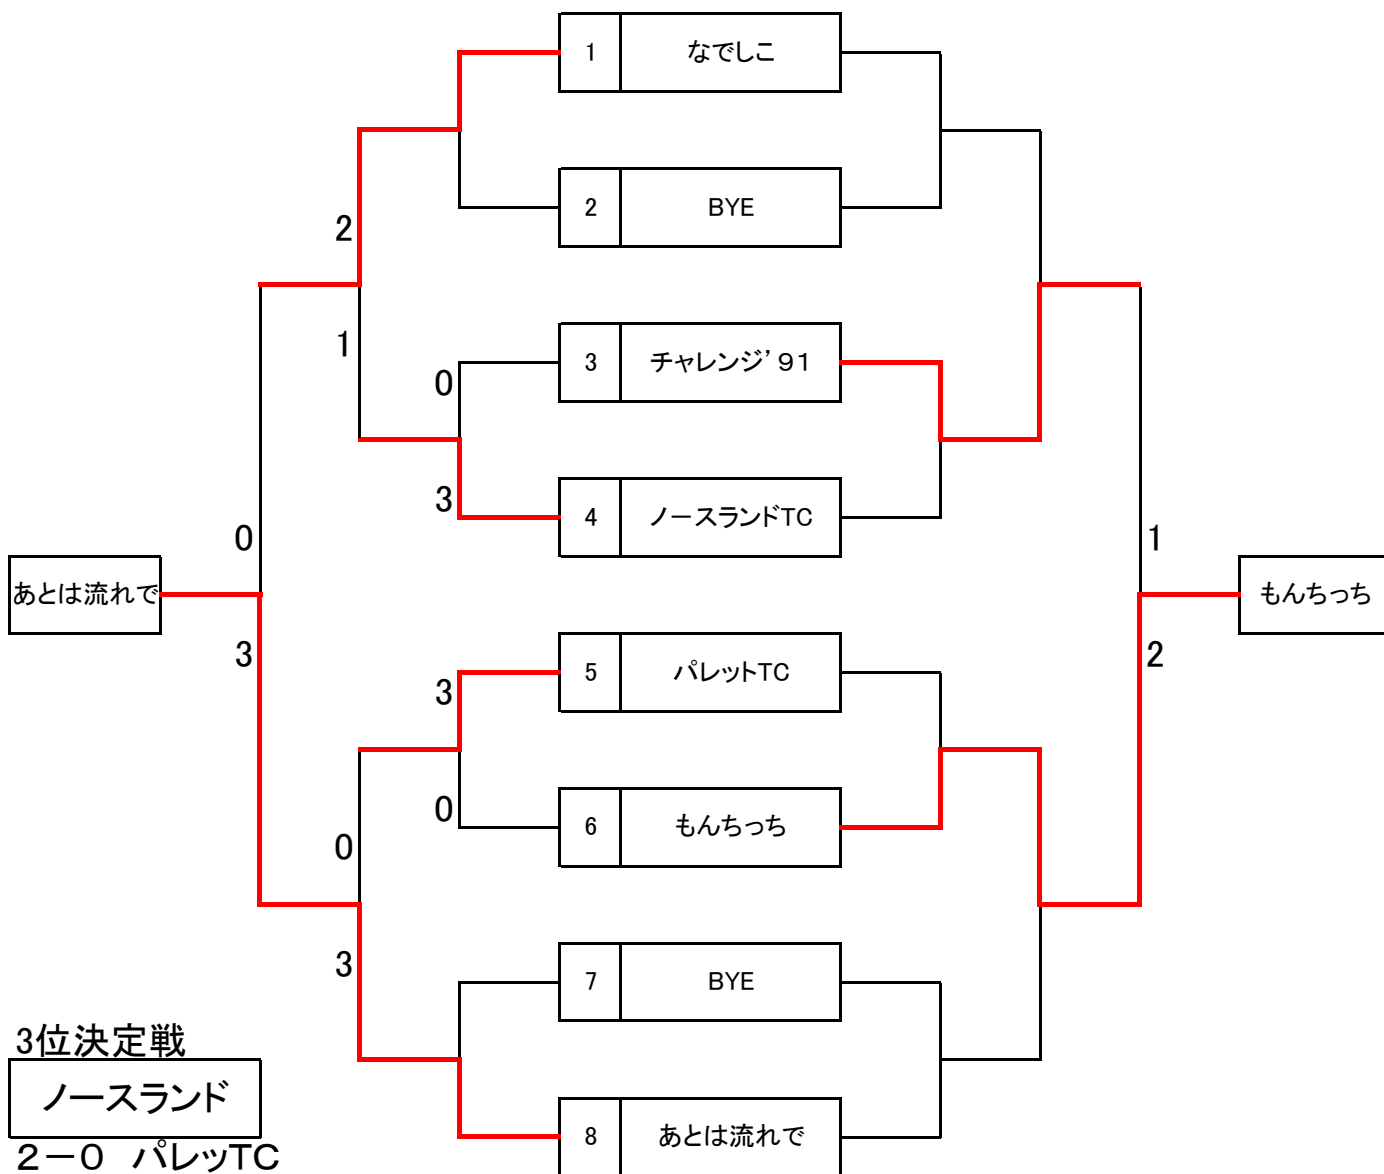 1 なでしこ
2 BYE
2
1
3 チャレンジ’９１
0
3
4 ノースランドTC
0
3
あとは流れで
1
2
もんちっち
5 パレットTC
3
0
6 もんちっち
0
3
7 BYE
8 あとは流れで
3位決定戦
ノースランド
２－０　パレッTC